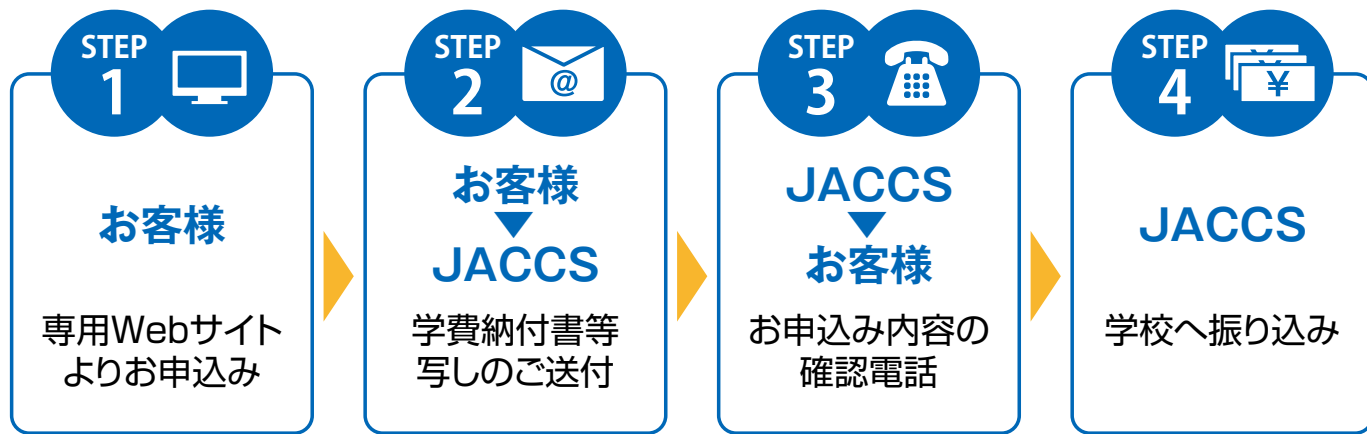 STEP
1
お客様
専用Webサイト
よりお申込み
STEP
2
@
お客様
JACCS
学費納付書等
写しのご送付
STEP
3
JACCS
お客様
お申込み内容の
確認電話
STEP
4
¥
¥
¥
JACCS
学校へ振り込み